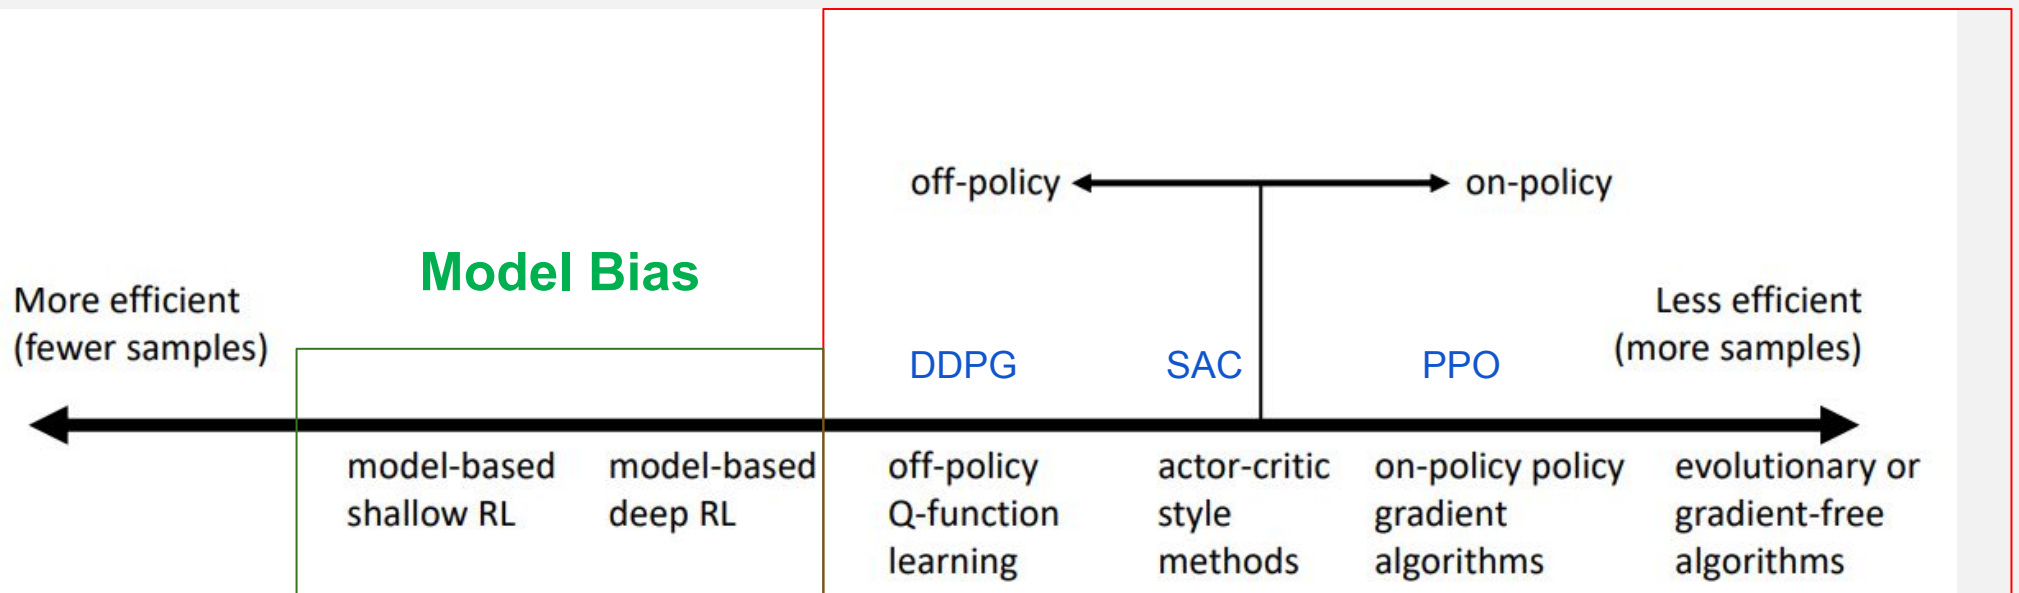 off-policy
on-policy
Model Bias
More efficient
(fewer samples)
Less efficient
(more samples)
DDPG
SAC
PPO
model-based
shallow RL
model-based
deep RL
off-policy
Q-function
learning
actor-critic
style
methods
on-policy policy
gradient
algorithms
evolutionary or
gradient-free
algorithms